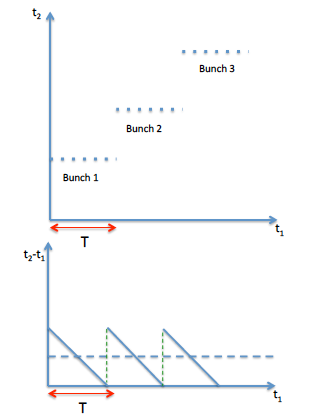 t₂
Bunch 3
Bunch 2
Bunch 1
t₁
T
t₂-t₁
t₁
T